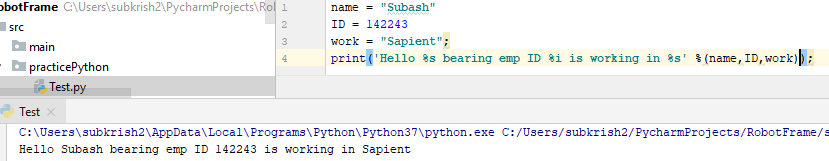 RobotFrame C:\Users\subkrish2\PycharmProjects\Rob
src
main
practicePython
Test.py
1 name = "Subash"
2 ID = 142243
3 work = "Sapient";
4 print('Hello %s bearing emp ID %i is working in %s' %(name,ID,work));
Test ×
C:\Users\subkrish2\AppData\Local\Programs\Python\Python37\python.exe C:/Users/subkrish2/PycharmProjects/RobotFrame/s
Hello Subash bearing emp ID 142243 is working in Sapient